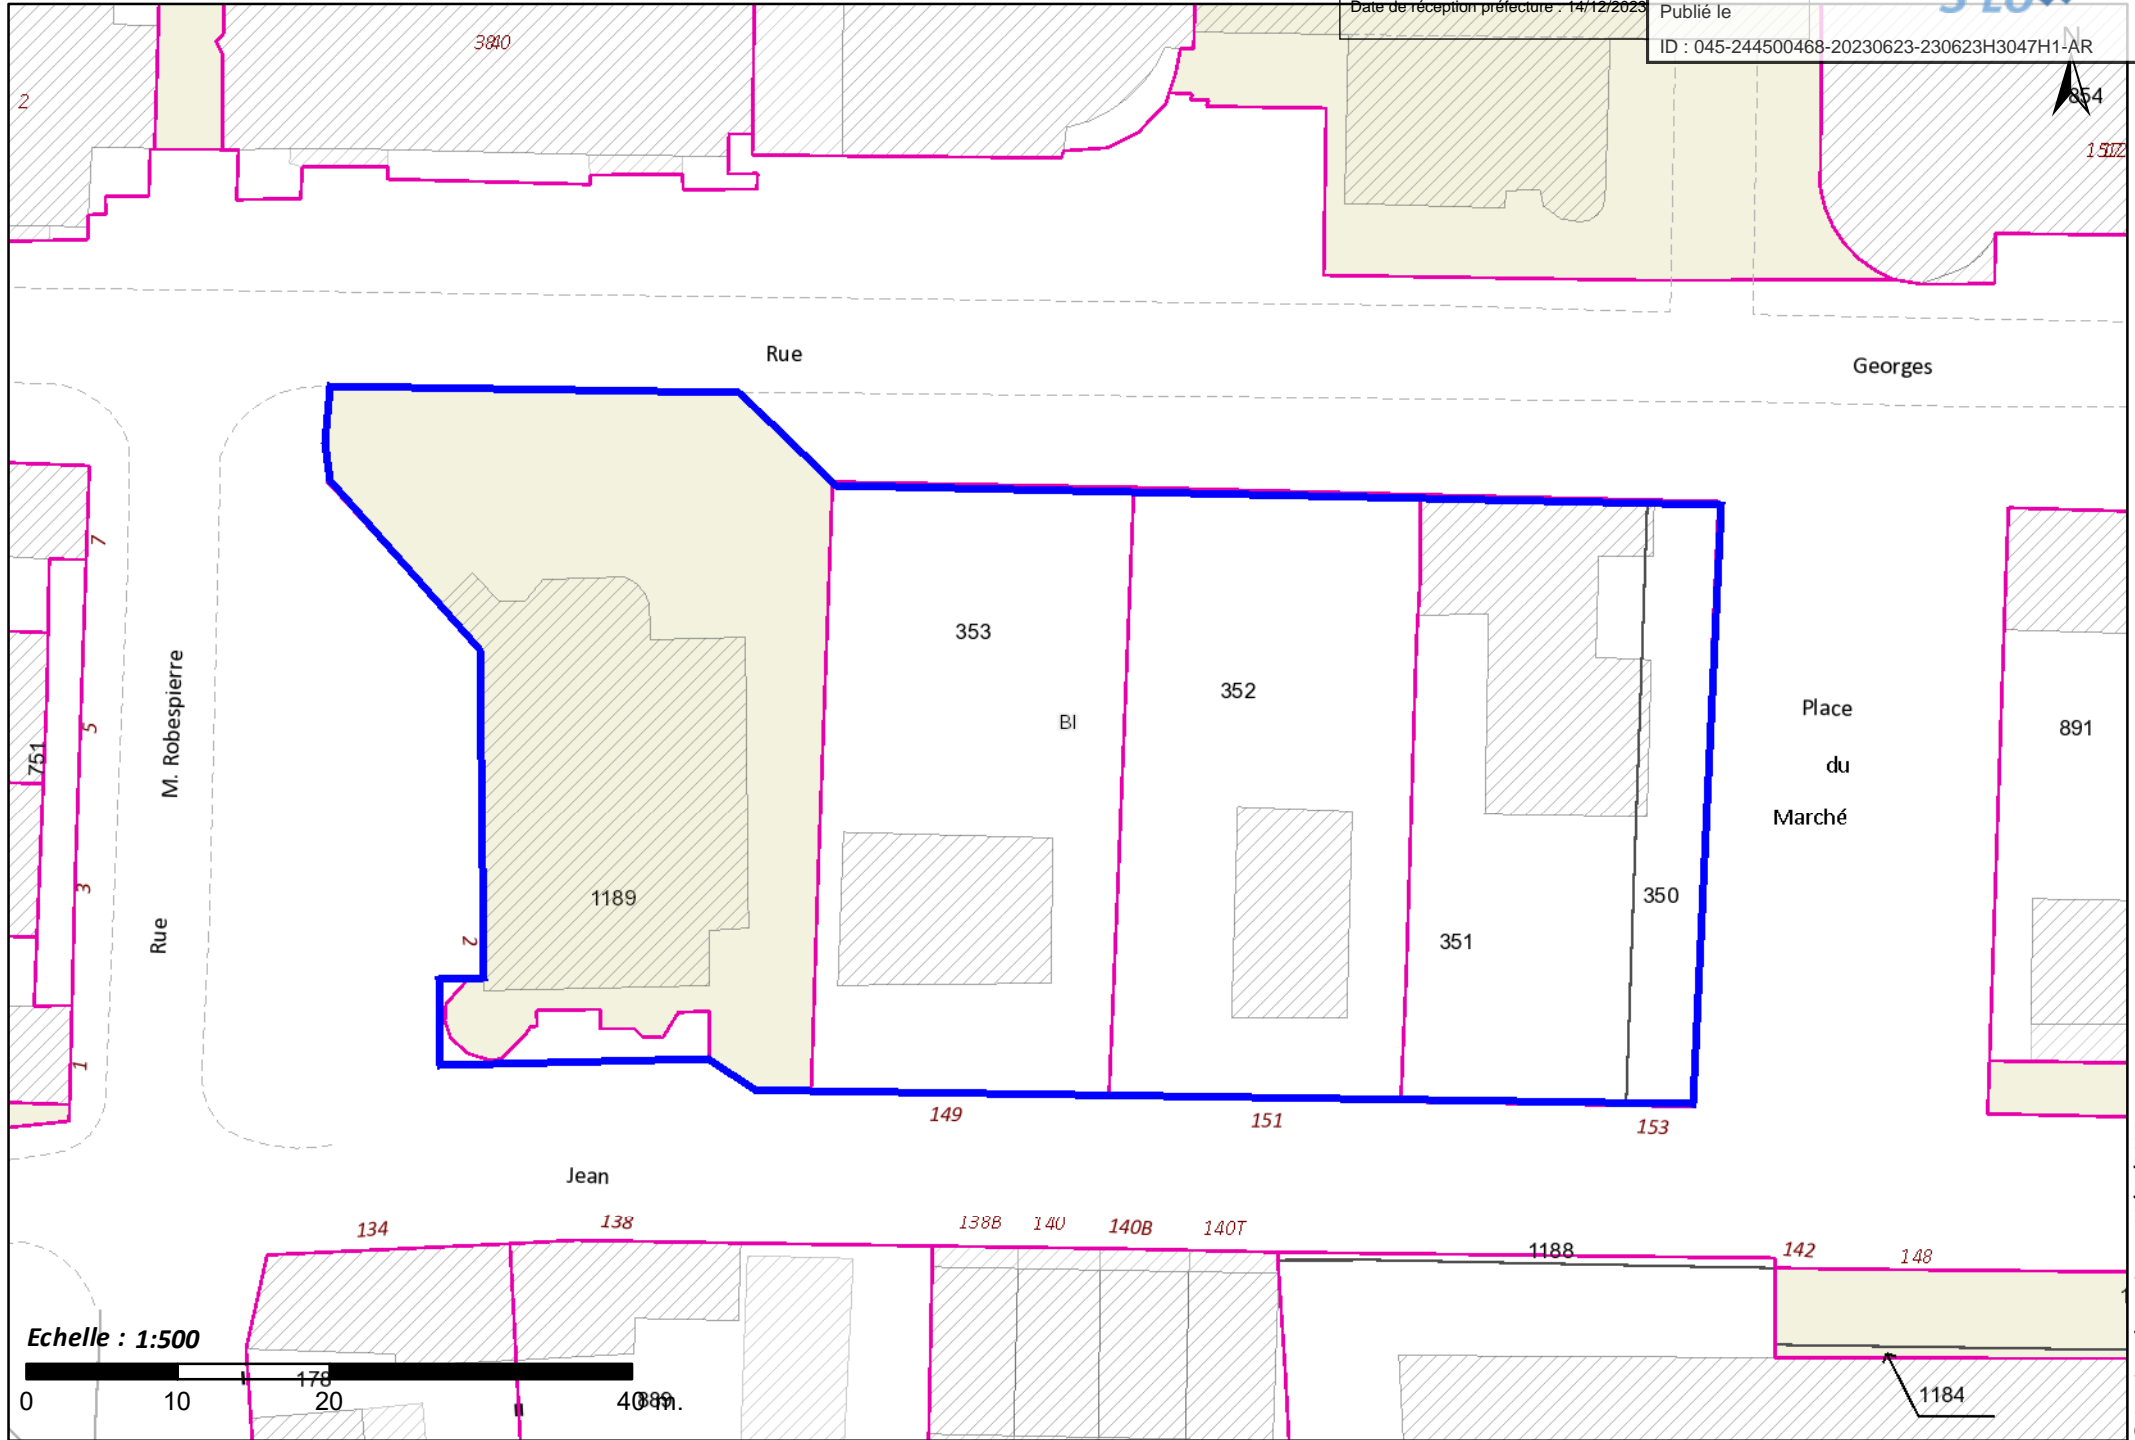 Date de réception préfecture : 14/12/2023
Publié le
ID : 045-244500468-20230623-230623H3047H1-AR
N
854
2
Rue
Georges
7
5
3
1
751
M. Robespierre
Rue
353
352
BI
351
350
1189
2
Place
du
Marché
891
149
151
153
Jean
134
138
138B
140
140B
140T
1188
142
148
1184
Echelle : 1:500
178
889
0 10 20 40 m.